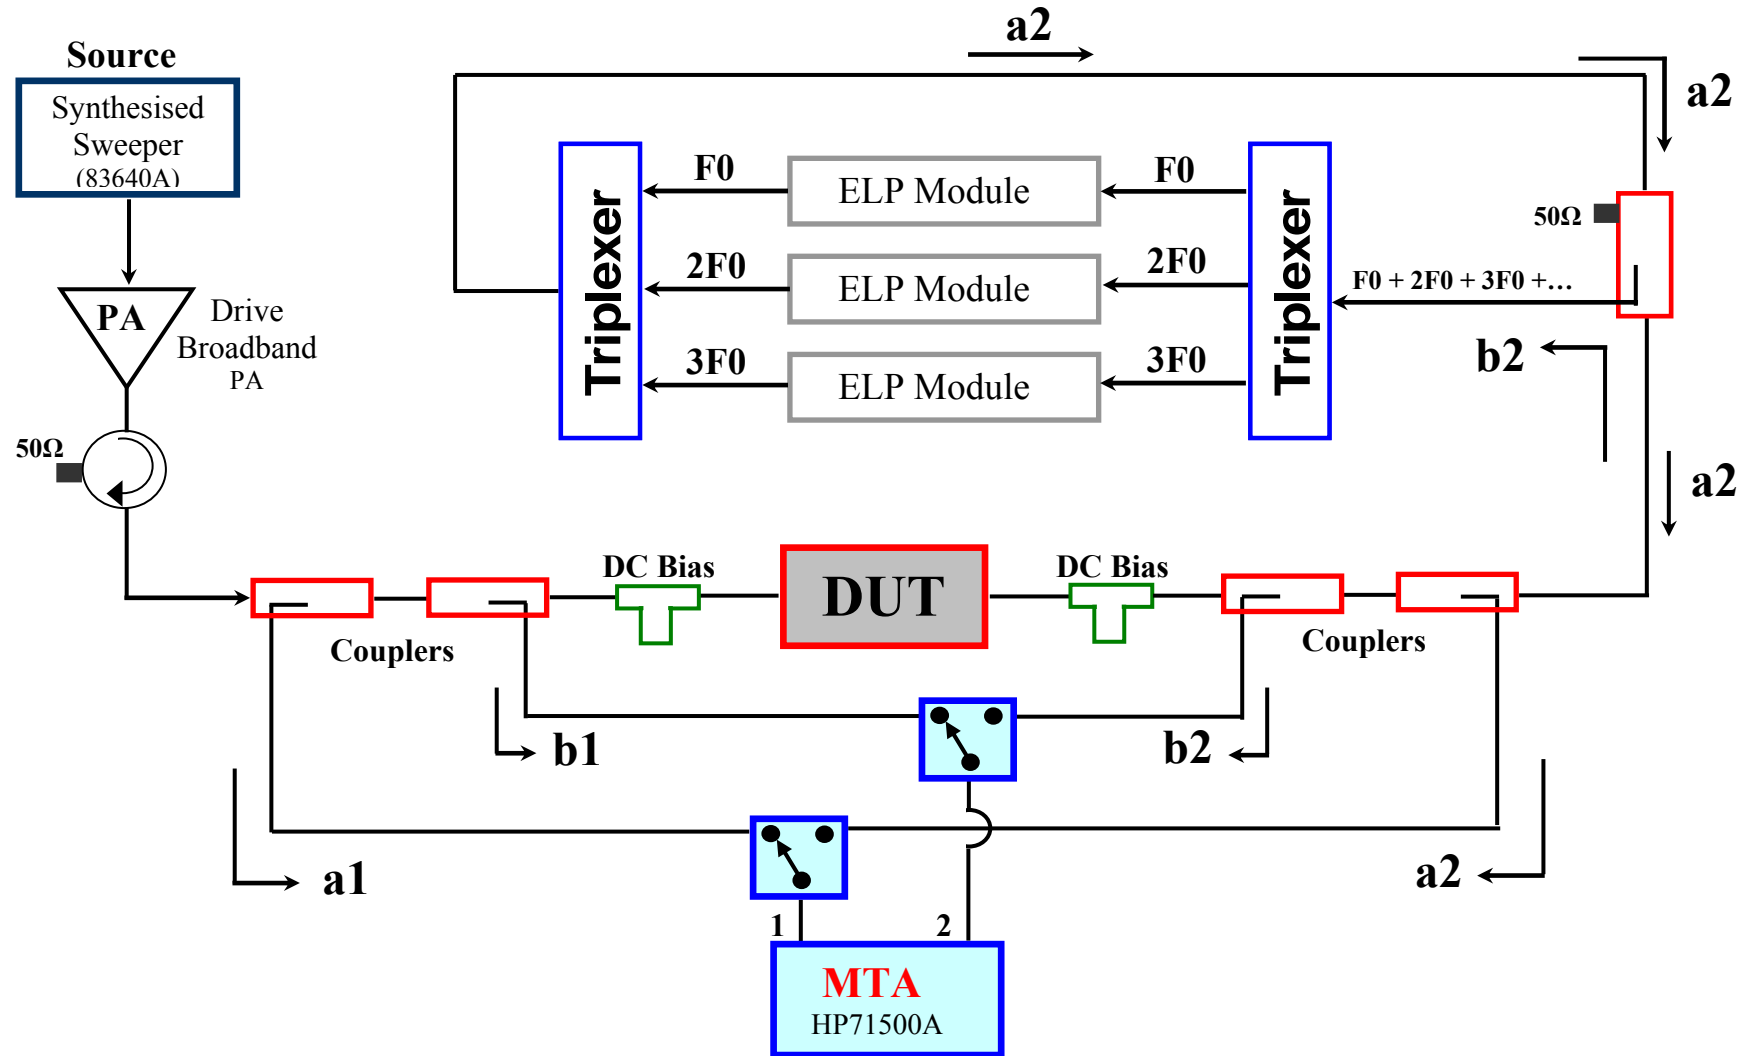 Source
Synthesised
Sweeper
(83640A)
PA
Drive
Broadband
PA
50Ω
a2
a2
Triplexer
F0
ELP Module
F0
2F0
ELP Module
2F0
3F0
ELP Module
3F0
Triplexer
50Ω
F0 + 2F0 + 3F0 +…
b2
a2
Couplers
DC Bias
DUT
DC Bias
Couplers
b1
b2
a1
a2
1
2
MTA
HP71500A